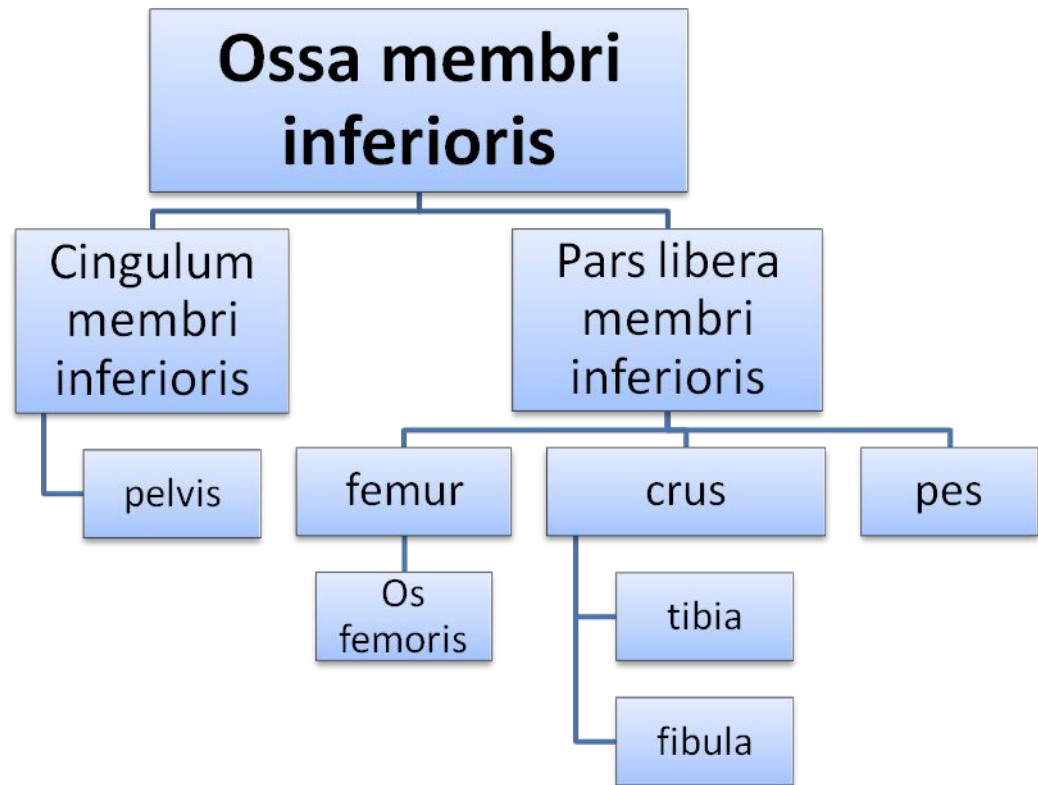 Ossa membri
inferioris
Cingulum
membri
inferioris
Pars libera
membri
inferioris
pelvis
femur
crus
pes
Os
femoris
tibia
fibula